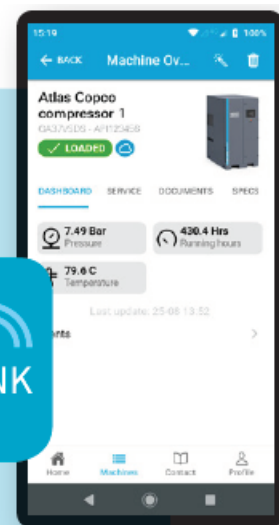 15:19 100%
← BACK Machine Ov...
Atlas Copco
compressor 1
GA37VSDS - API123456
✓ LOADED
DASHBOARD SERVICE DOCUMENTS SPECS
7.49 Bar
Pressure
430.4 Hrs
Running hours
79.6 C
Temperature
Last update: 25-08 13:52
NK
Home Machines Contact Profile